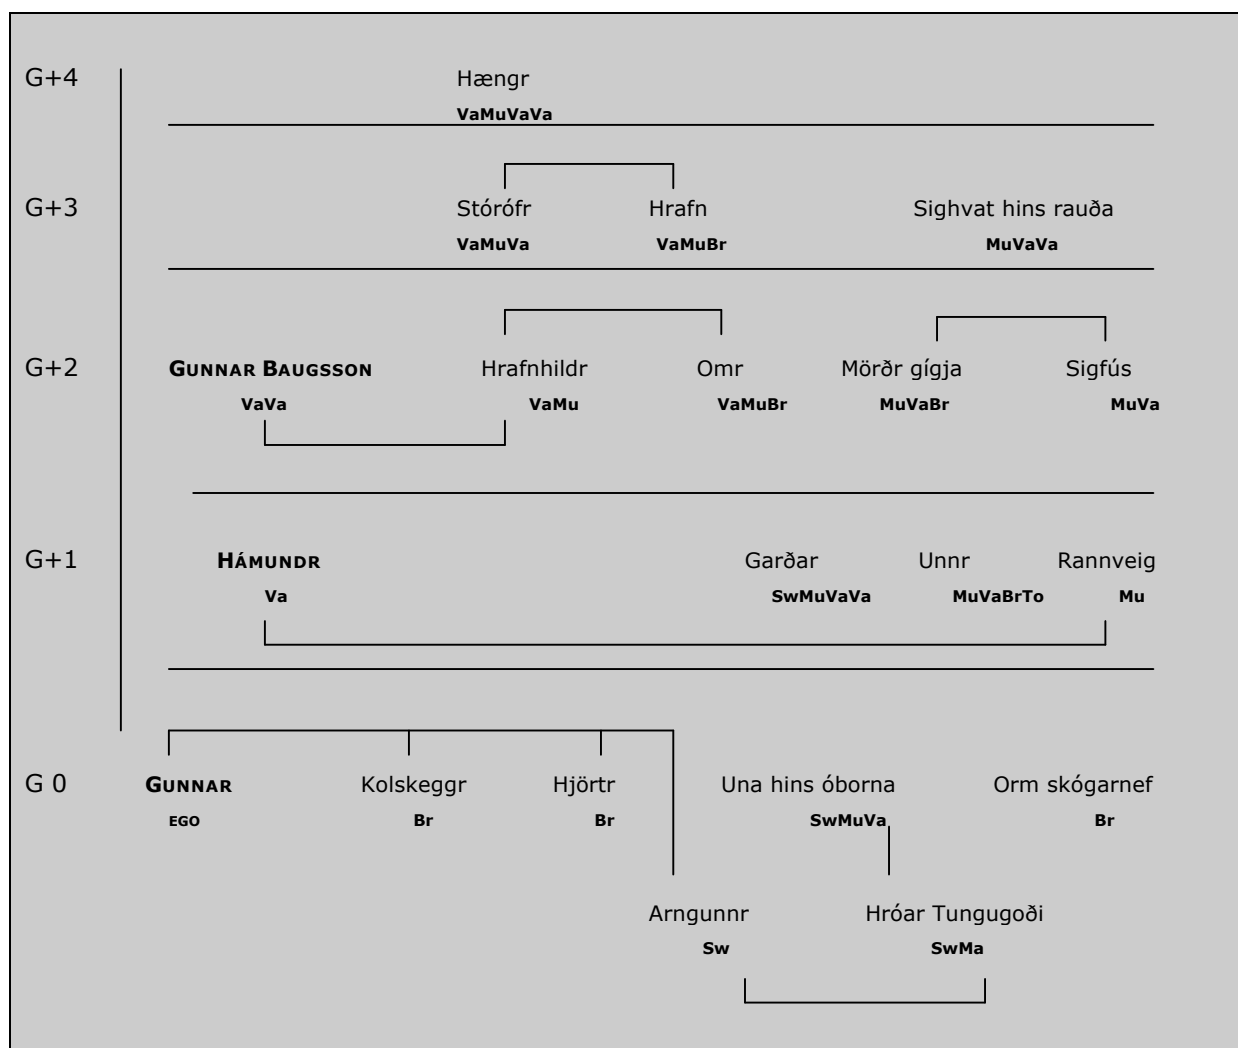 G+4 Hængr
VaMuVaVa
G+3 Stórófr Hrafn Sighvat hins rauða
VaMuVa VaMuBr MuVaVa
G+2 GUNNAR BAUGSSON Hrafnhildr Omr Mörðr gígja Sigfús
VaVa VaMu VaMuBr MuVaBr MuVa
G+1 HÁMUNDR Garðar Unnr Rannveig
Va SwMuVaVa MuVaBrTo Mu
G 0 GUNNAR Kolskeggr Hjörtr Una hins óborna Orm skógarnef
EGO Br Br SwMuVa Br
Arngunnr Hróar Tungugoði
Sw SwMa